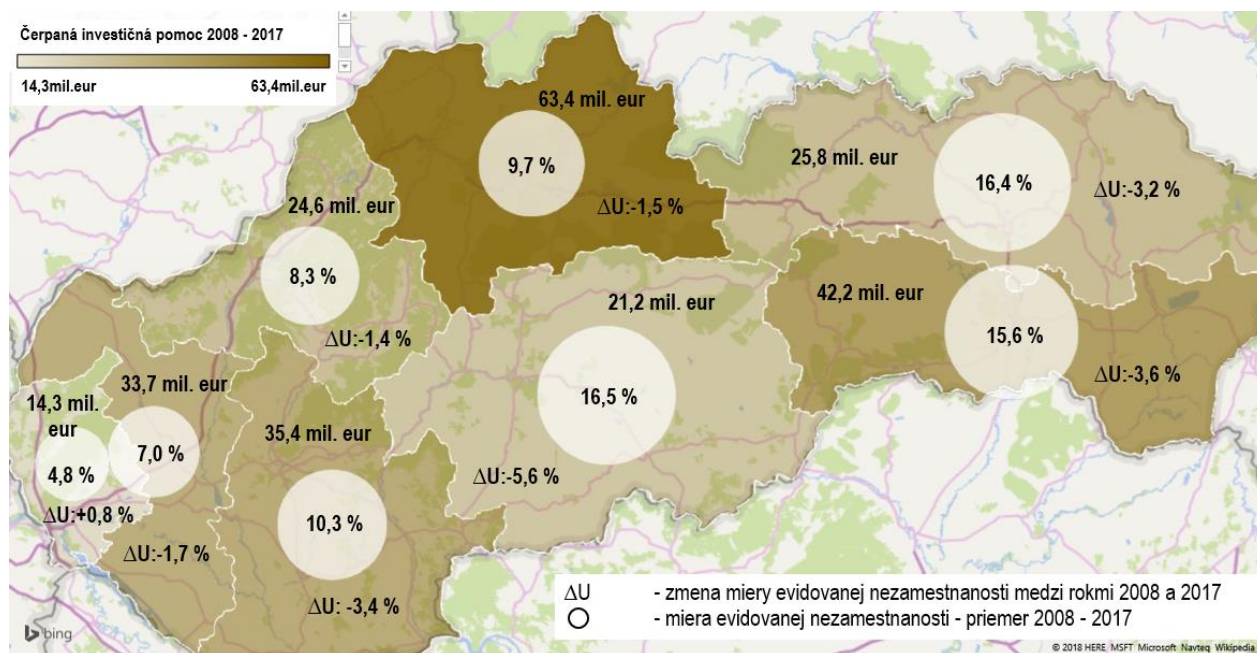 Čerpaná investičná pomoc 2008 - 2017
14,3mil.eur 63,4mil.eur
63,4 mil. eur
9,7 %
ΔU:-1,5 %
25,8 mil. eur
16,4 %
ΔU:-3,2 %
24,6 mil. eur
8,3 %
ΔU:-1,4 %
42,2 mil. eur
15,6 %
ΔU:-3,6 %
21,2 mil. eur
16,5 %
ΔU:-5,6 %
14,3 mil.
eur
4,8 %
ΔU:+0,8 %
33,7 mil. eur
7,0 %
ΔU:-1,7 %
35,4 mil. eur
10,3 %
ΔU: -3,4 %
ΔU - zmena miery evidovanej nezamestnanosti medzi rokmi 2008 a 2017
- miera evidovanej nezamestnanosti - priemer 2008 - 2017
bing
© 2018 HERE, MSFT Microsoft Navteq Wikipedia